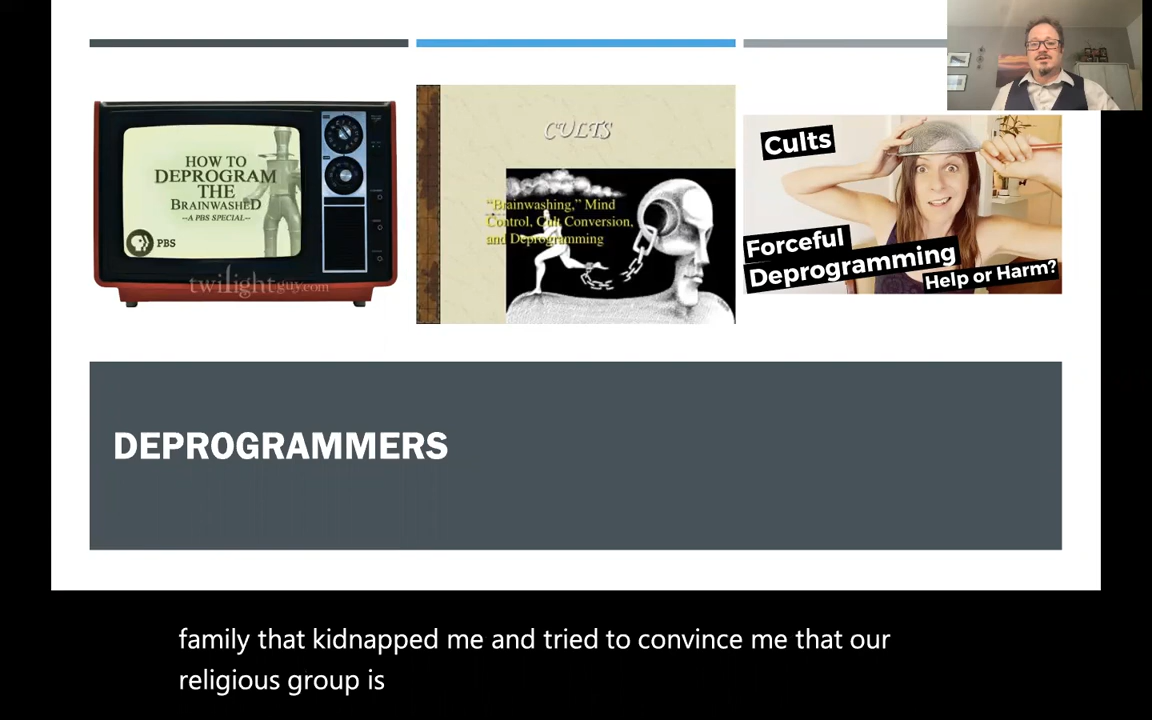 HOW TO
DEPROGRAM
THE
BRAINWASHED
--A PBS SPECIAL--
PBS
twilightguy.com
CULTS
“Brainwashing,” Mind
Control, Cult Conversion,
and Deprogramming
Cults
Forceful
Deprogramming
Help or Harm?
DEPROGRAMMERS
family that kidnapped me and tried to convince me that our
religious group is